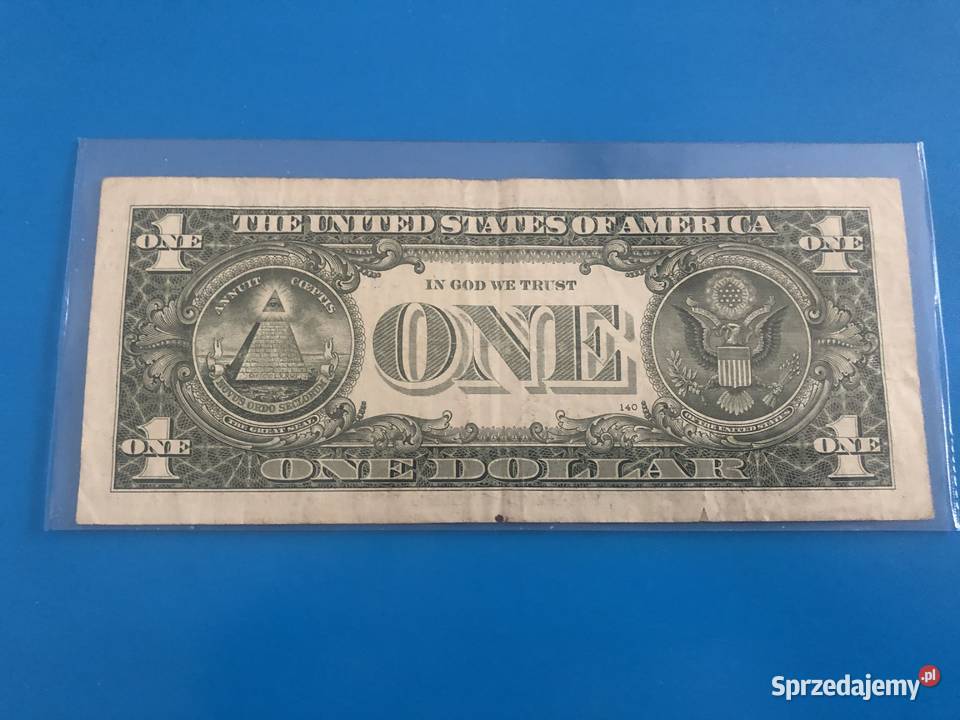 THE UNITED STATES OF AMERICA
ONE
1
ONE
1
ANNUIT CŒPTIS
IN GOD WE TRUST
ONE
NOVUS ORDO SECLORUM
THE GREAT SEAL
140
OF THE UNITED STATES
ONE
1
ONE
1
ONE DOLLAR
Sprzedajemy.pl